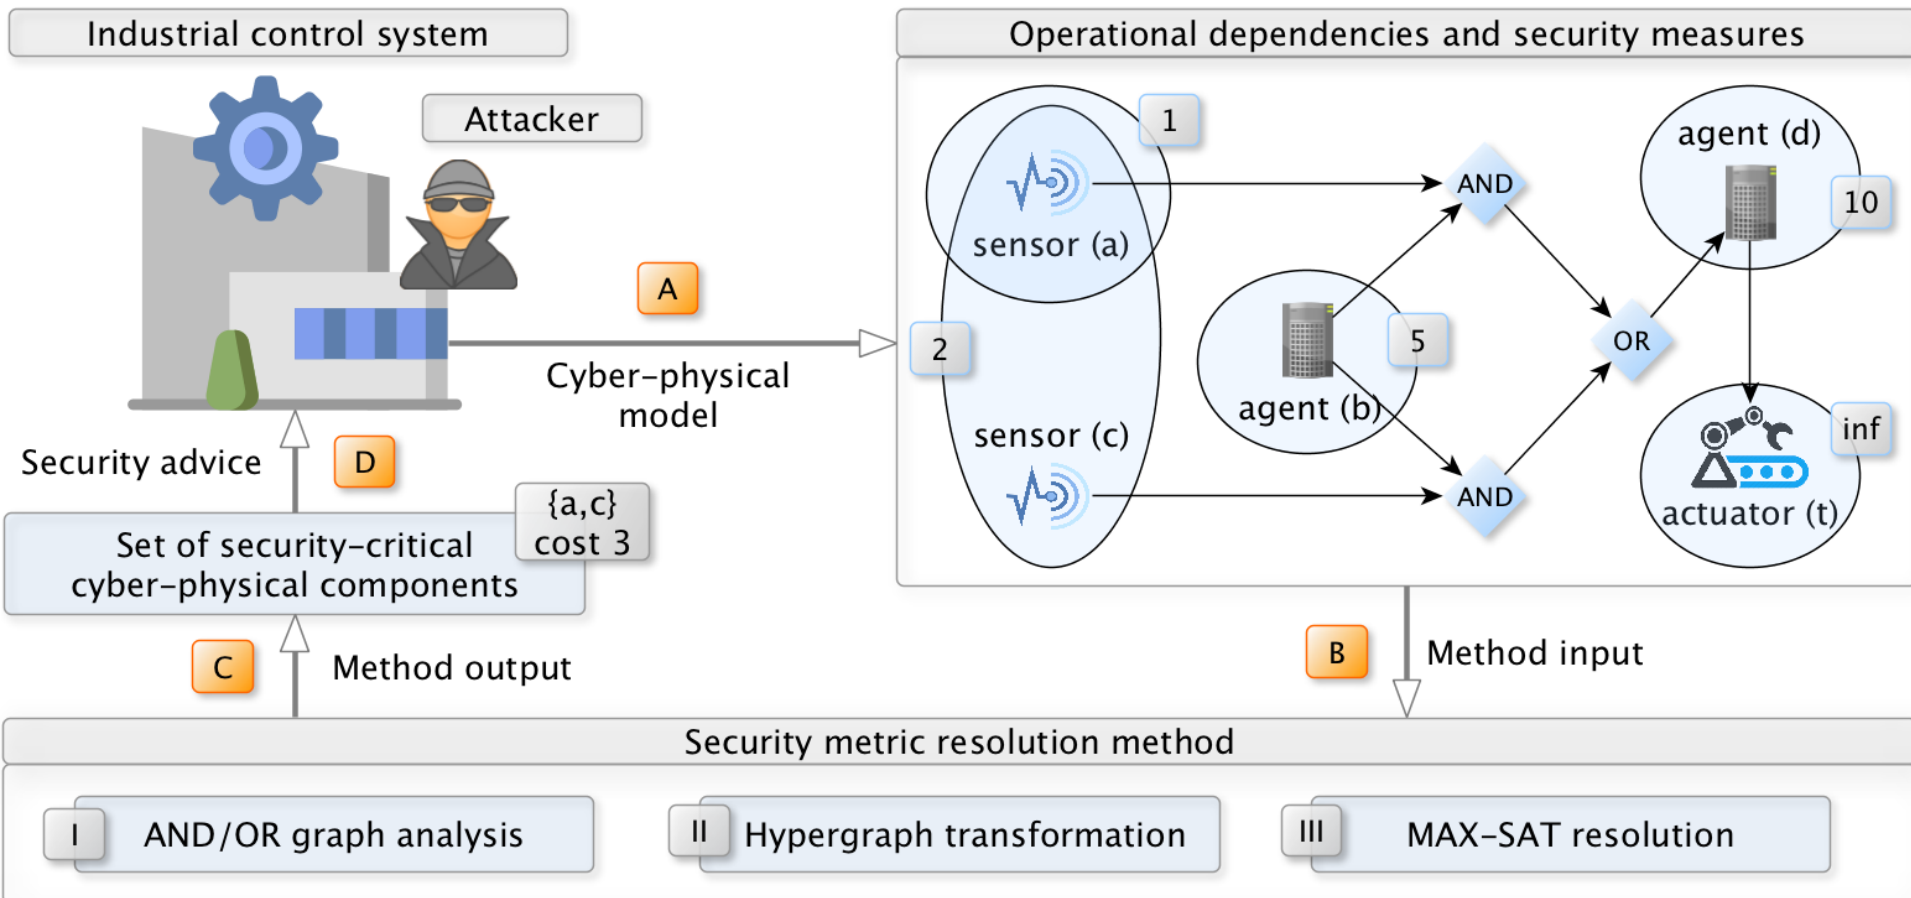 Industrial control system
Attacker
A
Cyber-physical
model
Security advice
D
{a,c}
cost 3
Set of security-critical
cyber-physical components
C
Method output
Operational dependencies and security measures
1
sensor (a)
2
sensor (c)
agent (b)
5
AND
AND
OR
agent (d)
10
inf
actuator (t)
B
Method input
Security metric resolution method
I
AND/OR graph analysis
II
Hypergraph transformation
III
MAX-SAT resolution